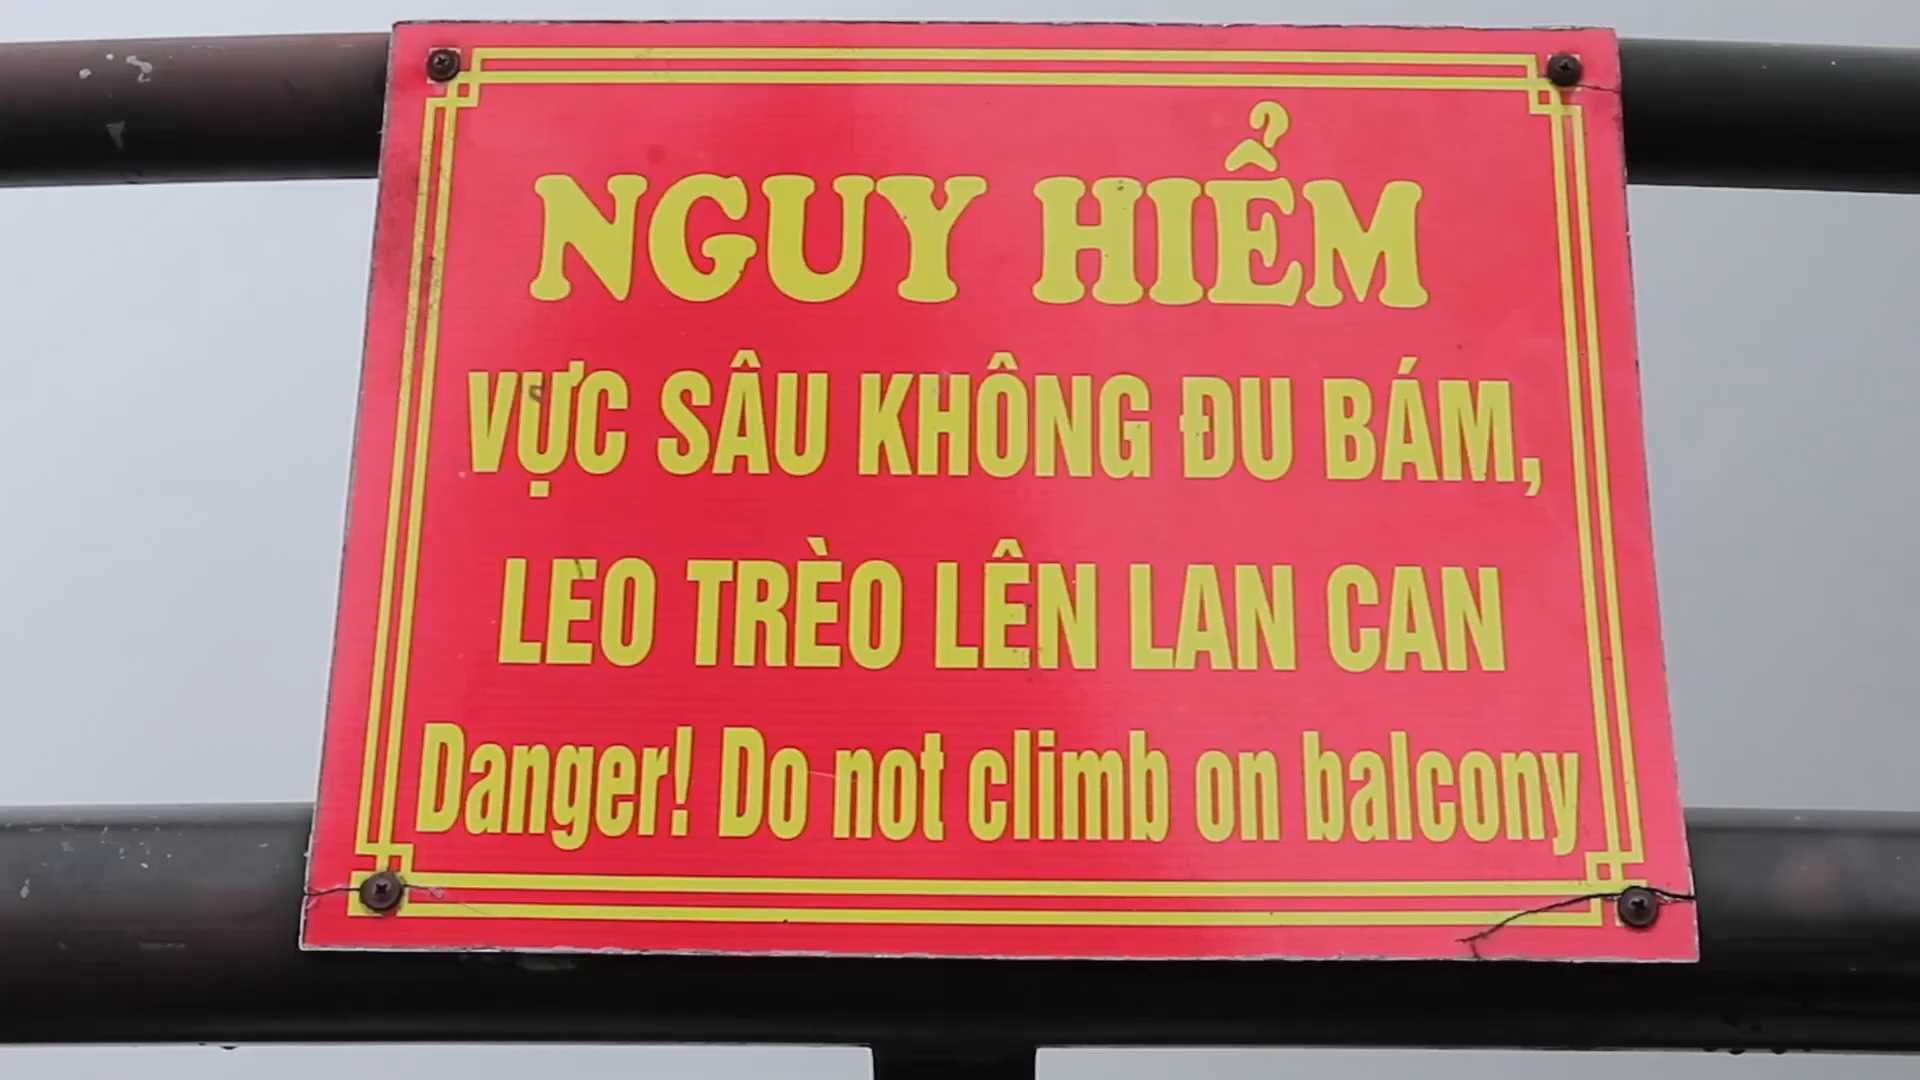 NGUY HIỂM
VỰC SÂU KHÔNG ĐU BÁM,
LEO TRÈO LÊN LAN CAN
Danger! Do not climb on balcony